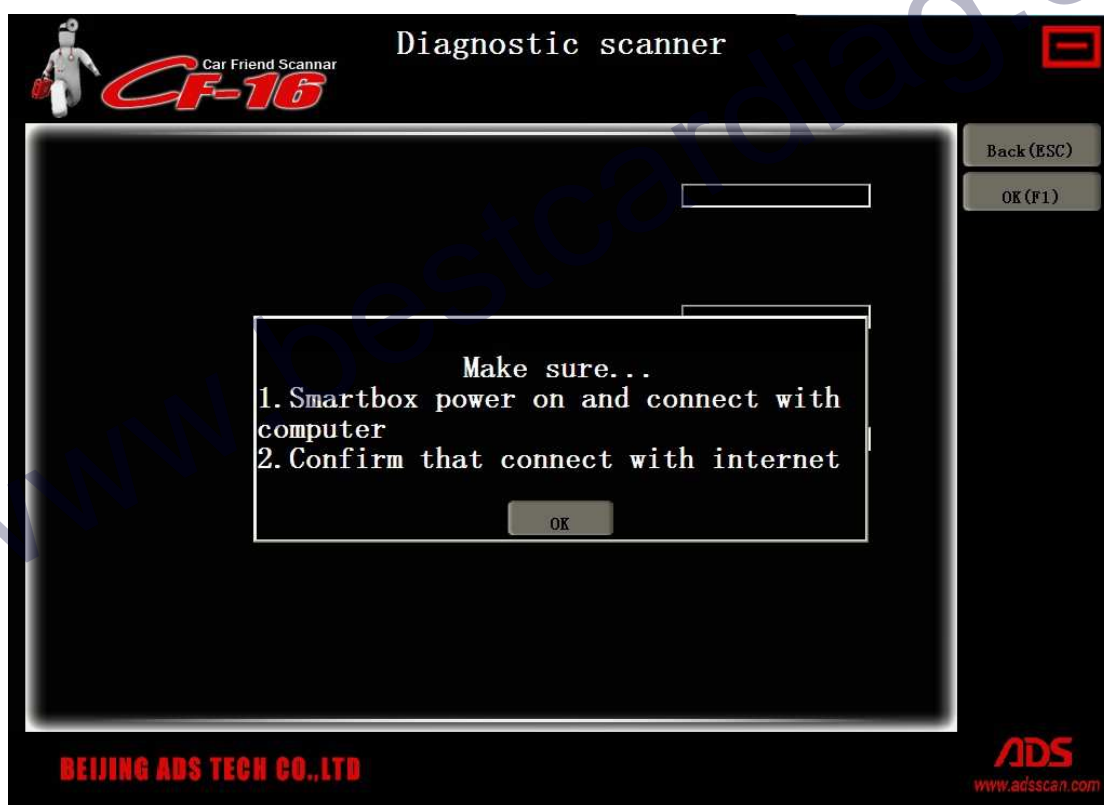 Diagnostic scanner
Car Friend Scannar
CF-16
Back(ESC)
OK(F1)
Make sure...
1.Smartbox power on and connect with
computer
2.Confirm that connect with internet
OK
BEIJING ADS TECH CO.,LTD
ADS
www.adsscan.com
www.bestcardiag.